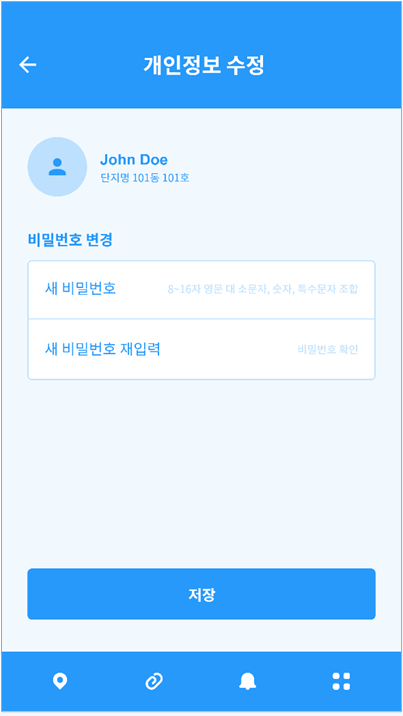 개인정보 수정
John Doe
단지명 101동 101호
비밀번호 변경
새 비밀번호
8~16자 영문 대 소문자, 숫자, 특수문자 조합
새 비밀번호 재입력
비밀번호 확인
저장